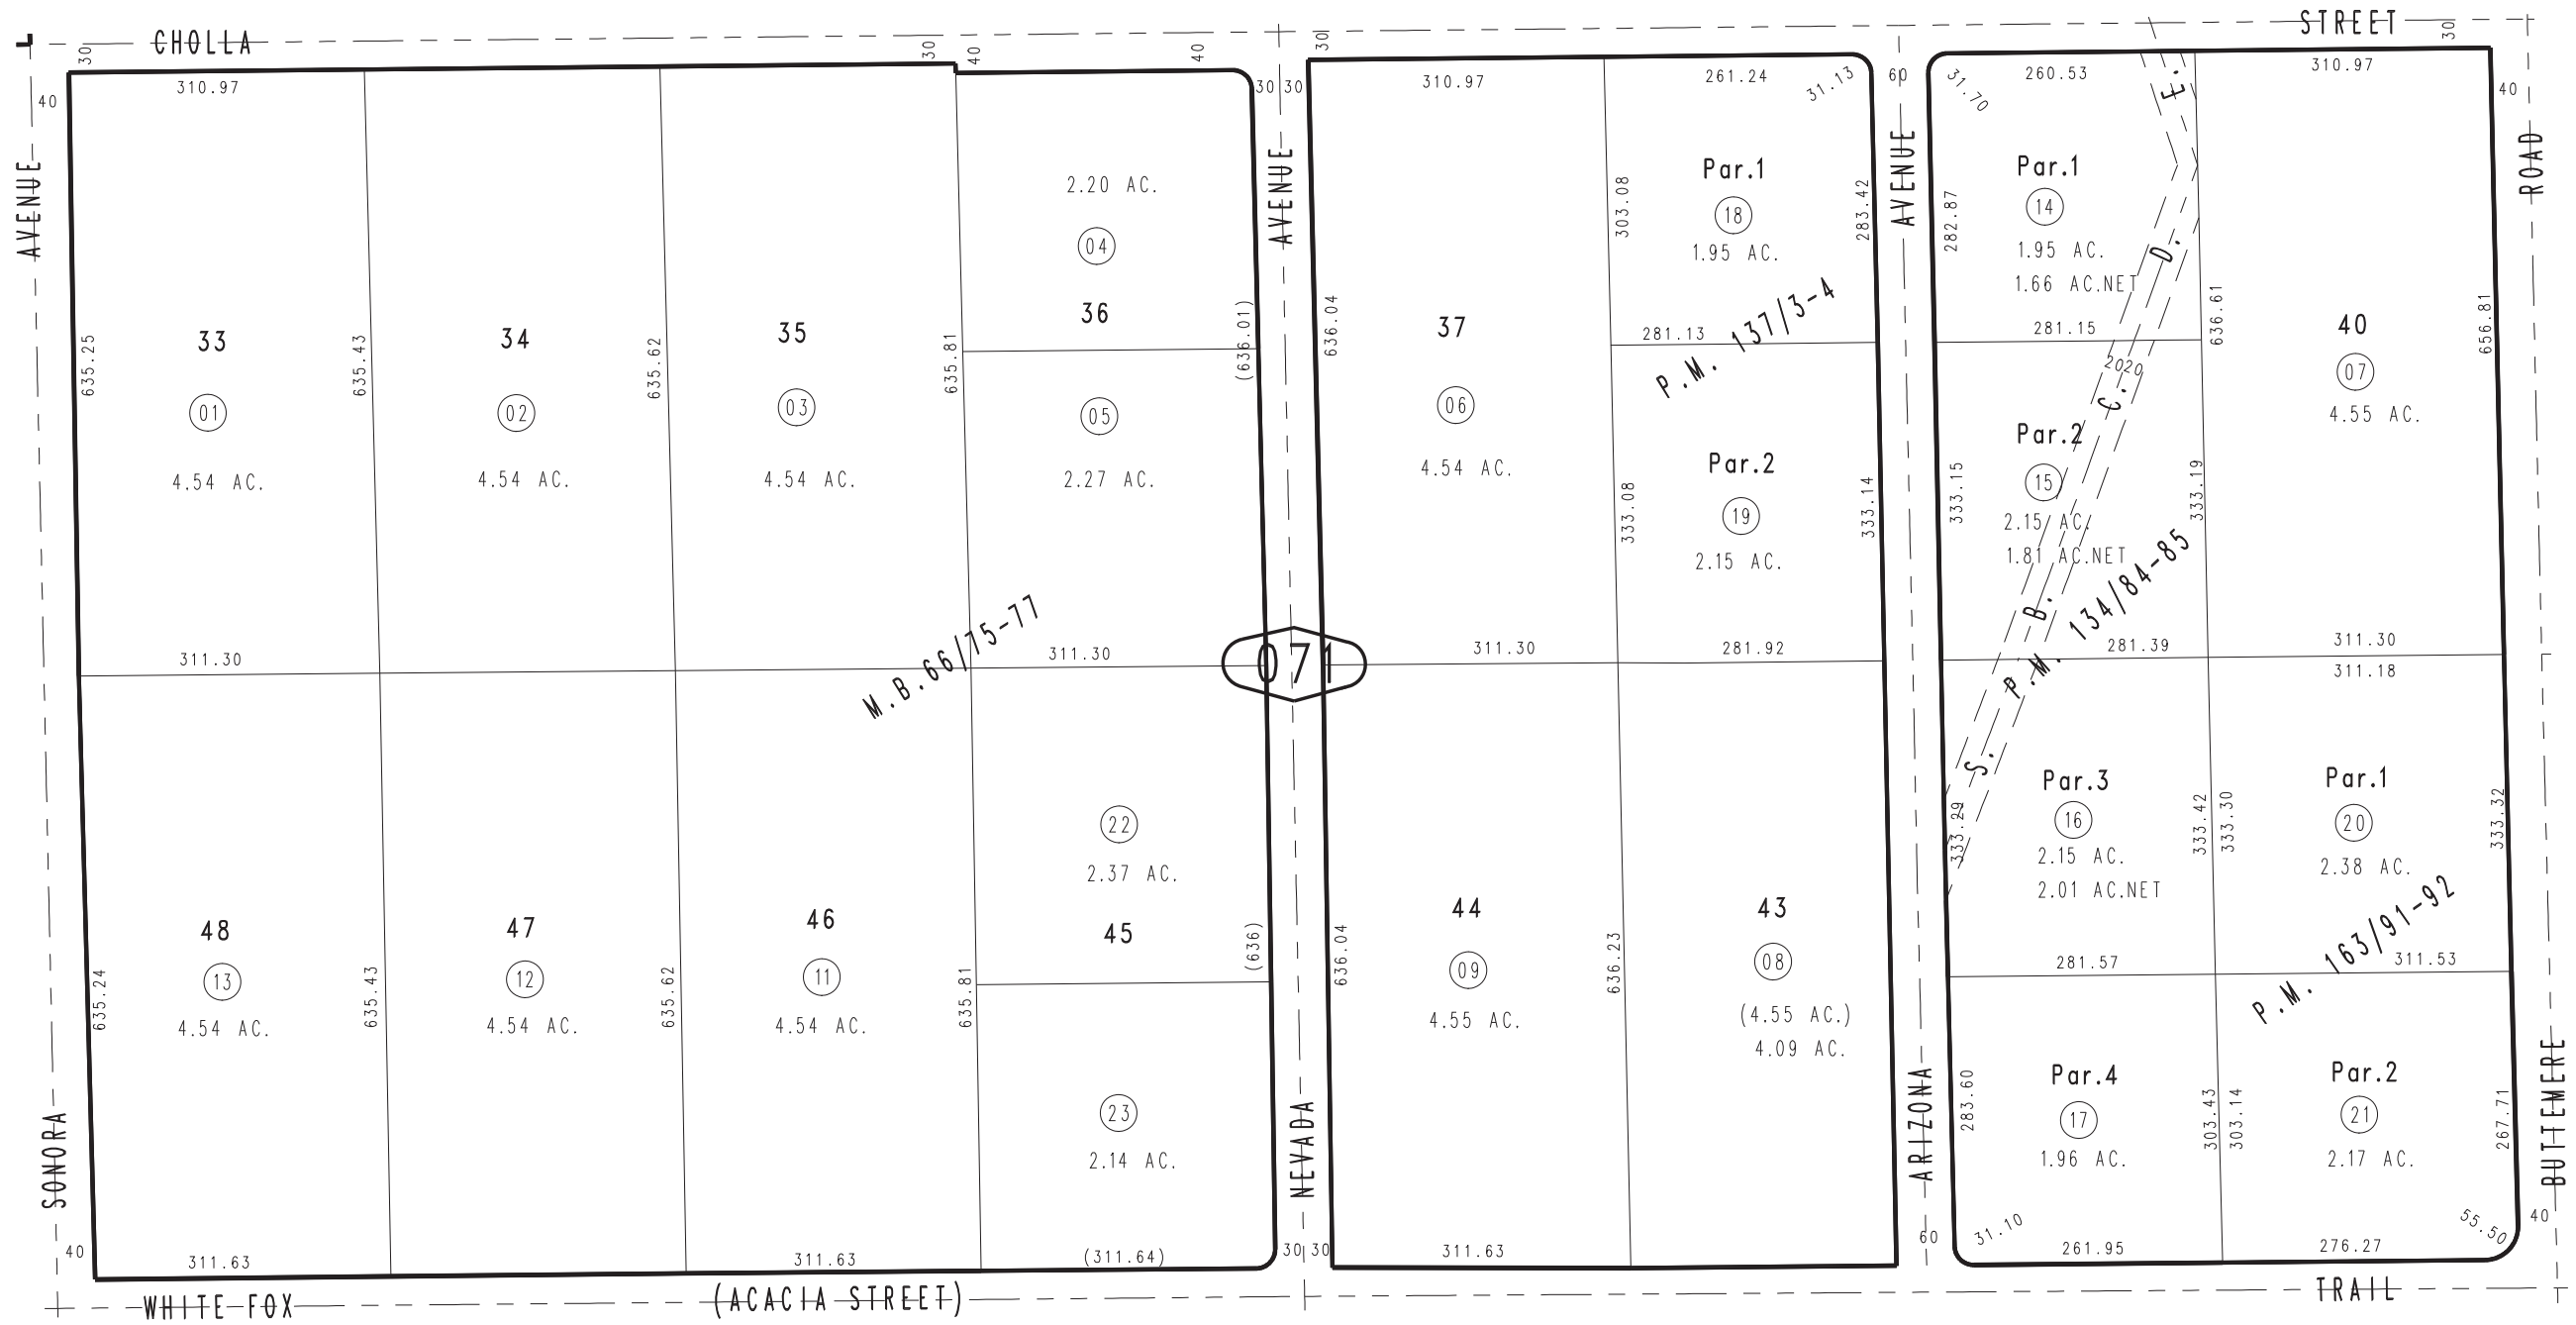 CHOLLA
STREET
30
30
40
40
30
30
310.97
310.97
261.24
31.13
60
31.70
260.53
310.97
40
30 30
40
AVENUE
AVENUE
AVENUE
ROAD
E.
2.20 AC.
04
36
Par.1
18
1.95 AC.
303.08
283.42
282.87
Par.1
14
1.95 AC.
1.66 AC.NET
D.
33
01
4.54 AC.
635.25
34
02
4.54 AC.
635.43
35
03
4.54 AC.
635.62
635.81
(636.01)
05
2.27 AC.
636.04
37
06
4.54 AC.
281.13
P.M. 137/3-4
281.15
636.61
40
07
4.55 AC.
656.81
2020
C.
Par.2
19
2.15 AC.
333.08
333.14
333.15
Par.2
15
2.15 AC.
1.81 AC.NET
333.19
B.
P.M. 134/84-85
M.B.66/75-77
311.30
311.30
071
311.30
281.92
281.39
311.30
311.18
S.
22
2.37 AC.
45
(636)
Par.3
16
2.15 AC.
2.01 AC.NET
333.29
333.42
333.30
Par.1
20
2.38 AC.
333.32
48
13
4.54 AC.
635.24
47
12
4.54 AC.
635.43
46
11
4.54 AC.
635.62
635.81
44
09
4.55 AC.
636.04
636.23
43
08
(4.55 AC.)
4.09 AC.
281.57
P.M. 163/91-92
311.53
23
2.14 AC.
283.60
Par.4
17
1.96 AC.
303.43
303.14
Par.2
21
2.17 AC.
267.71
SONORA
NEVADA
ARIZONA
BUTTEMERE
40
311.63
311.63
(311.64)
30 30
311.63
60
31.10
261.95
276.27
55.50
40
WHITE FOX
(ACACIA STREET)
TRAIL